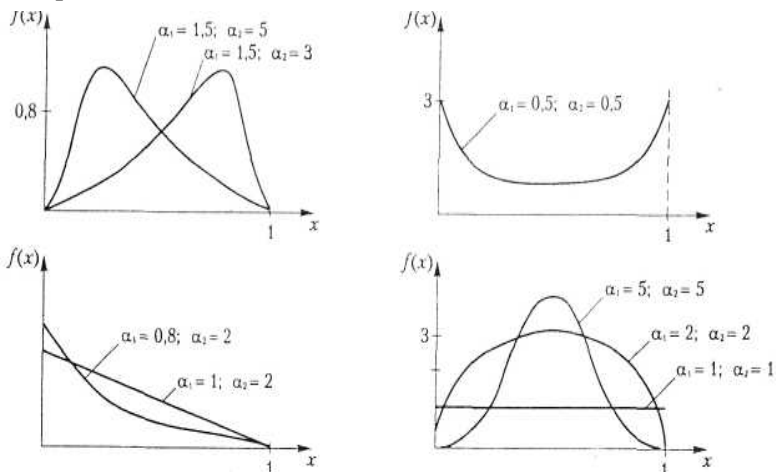 f(x)
α₁ = 1,5; α₂ = 5
α₁ = 1,5; α₂ = 3
0,8
1
x
f(x)
3
α₁ = 0,5; α₂ = 0,5
1
x
f(x)
α₁ = 0,8; α₂ = 2
α₁ = 1; α₂ = 2
1
x
f(x)
α₁ = 5; α₂ = 5
3
α₁ = 2; α₂ = 2
α₁ = 1; α₂ = 1
1
x